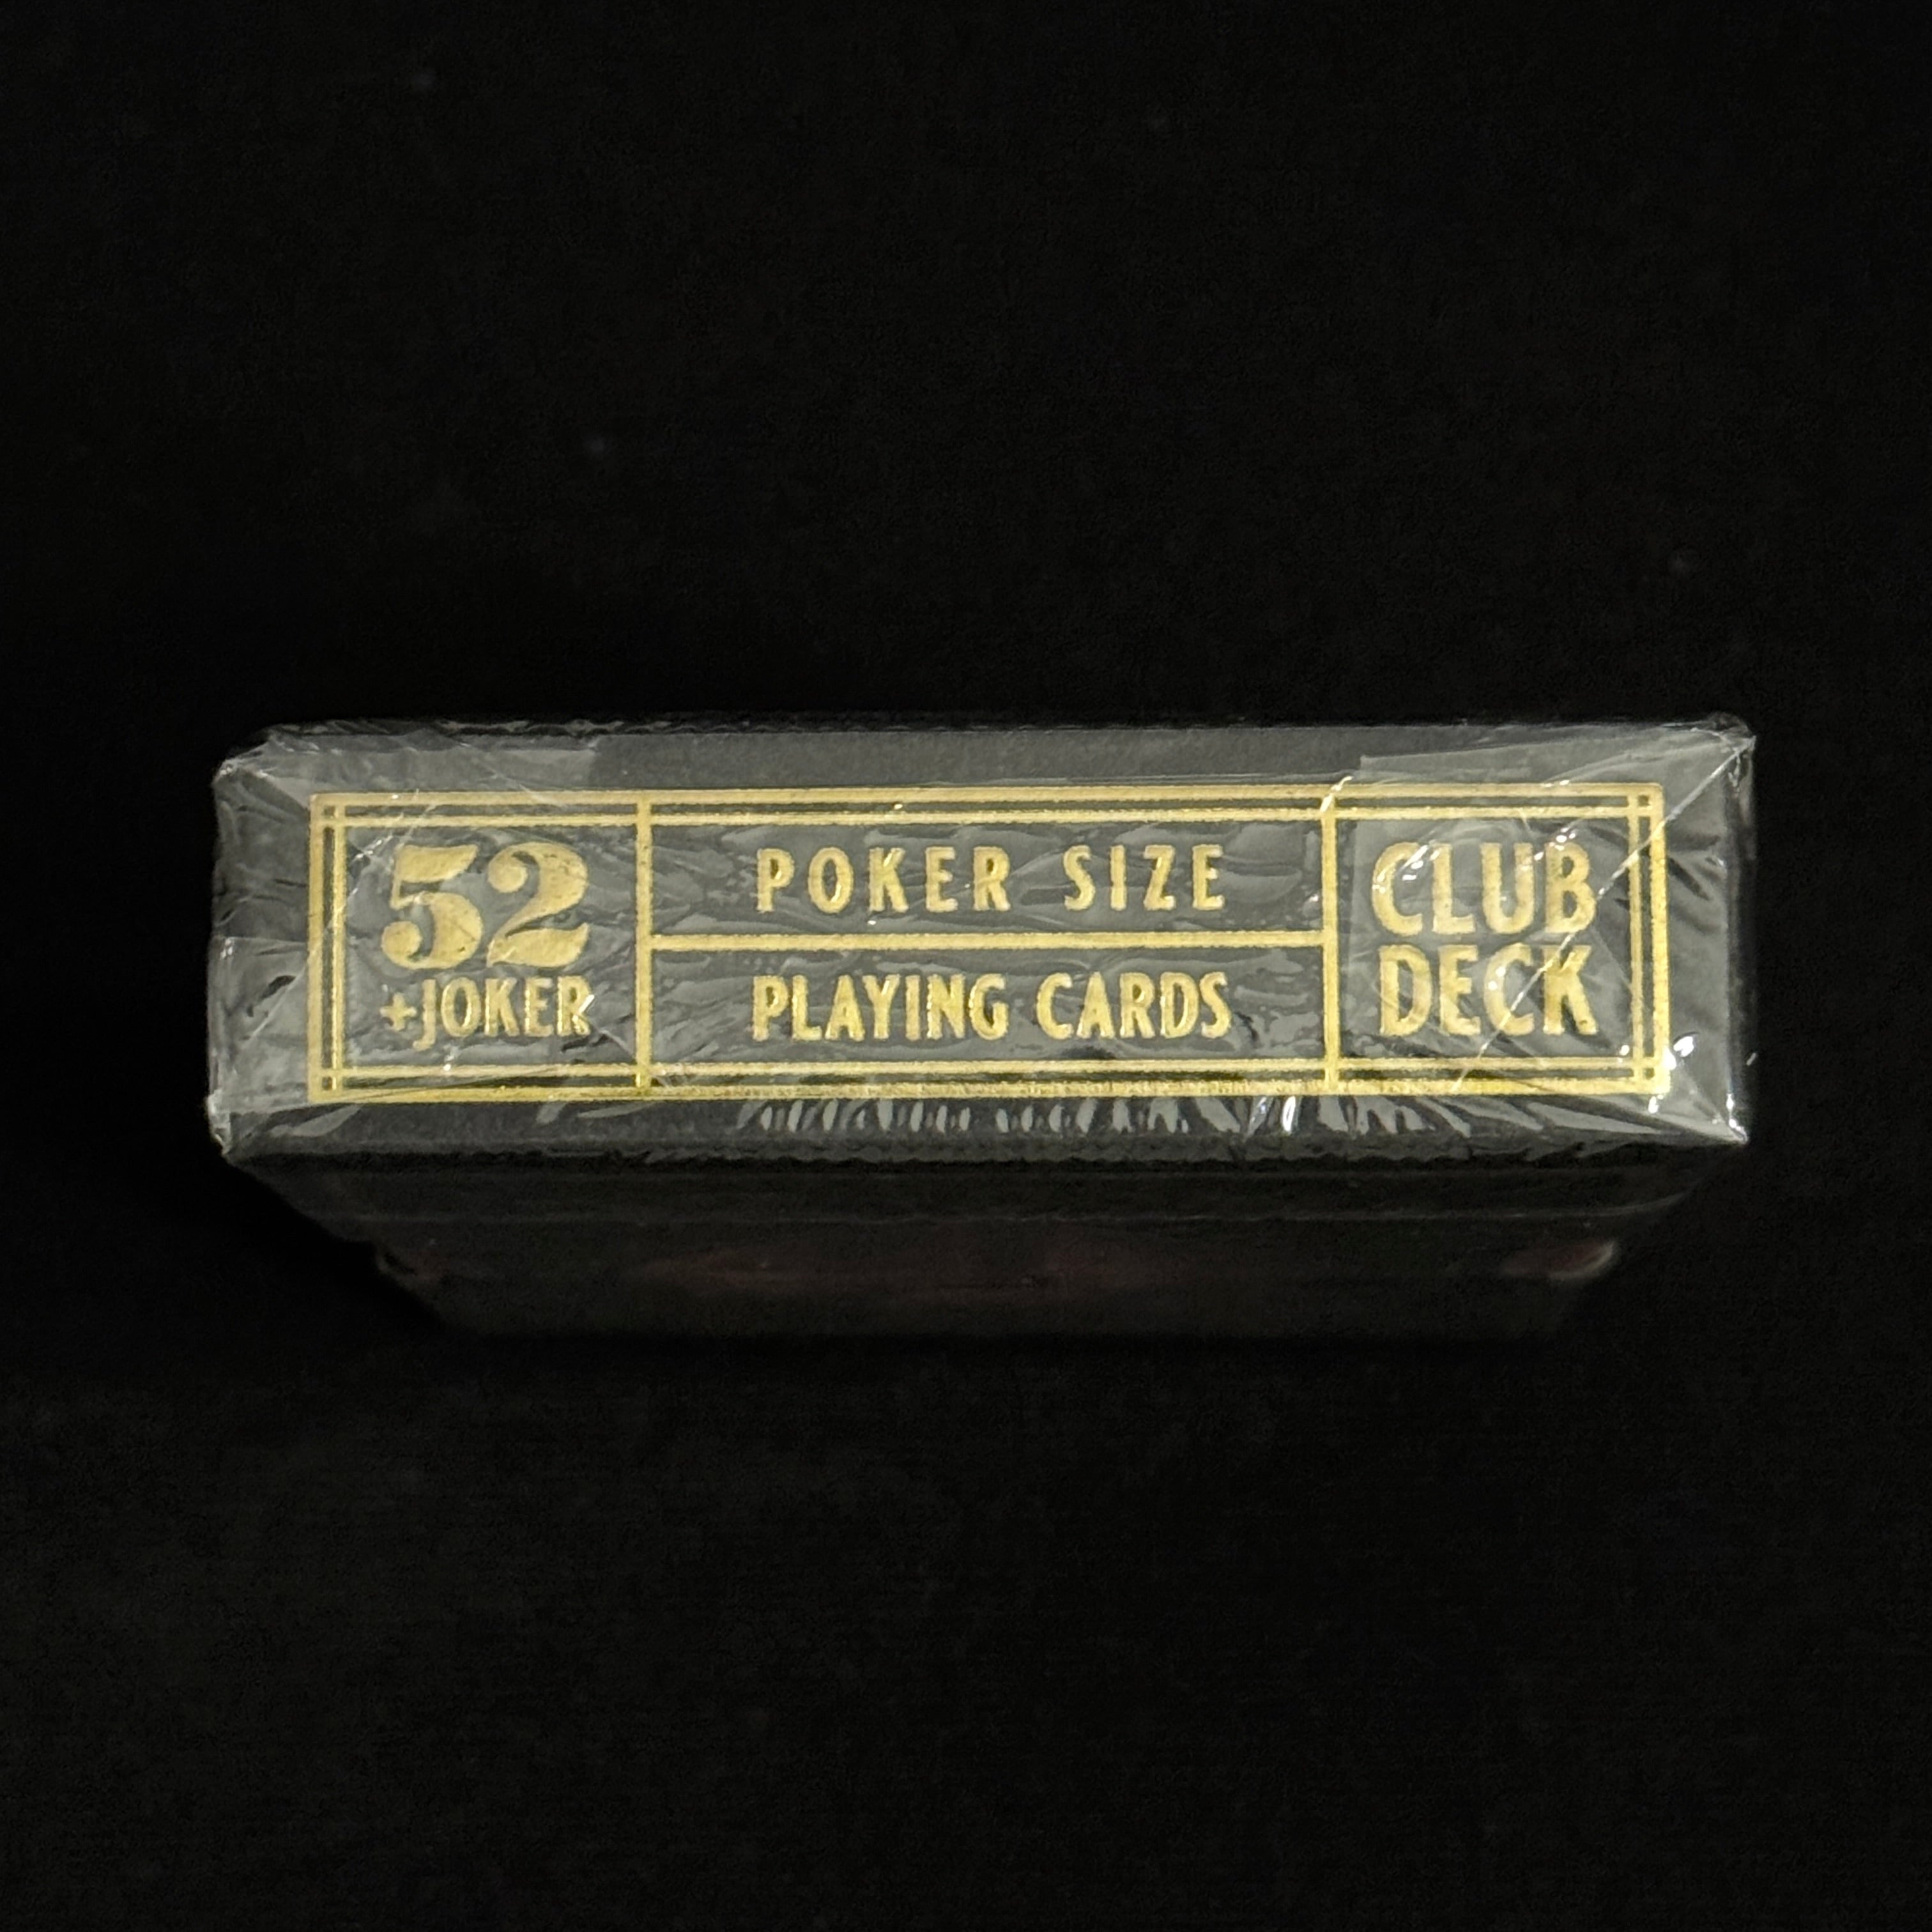 52
+JOKER
POKER SIZE
PLAYING CARDS
CLUB
DECK